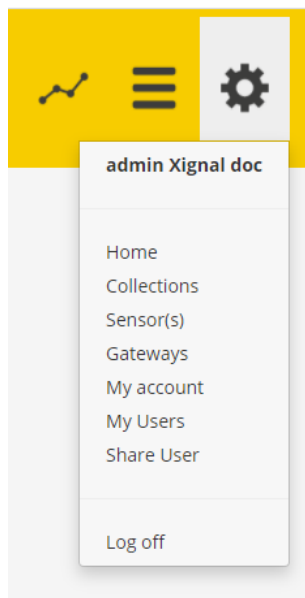 admin Xignal doc
Home
Collections
Sensor(s)
Gateways
My account
My Users
Share User
Log off